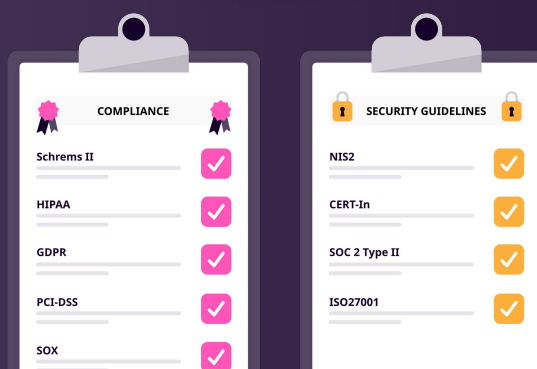 COMPLIANCE
Schrems II
HIPAA
GDPR
PCI-DSS
SOX
SECURITY GUIDELINES
NIS2
CERT-In
SOC 2 Type II
ISO27001